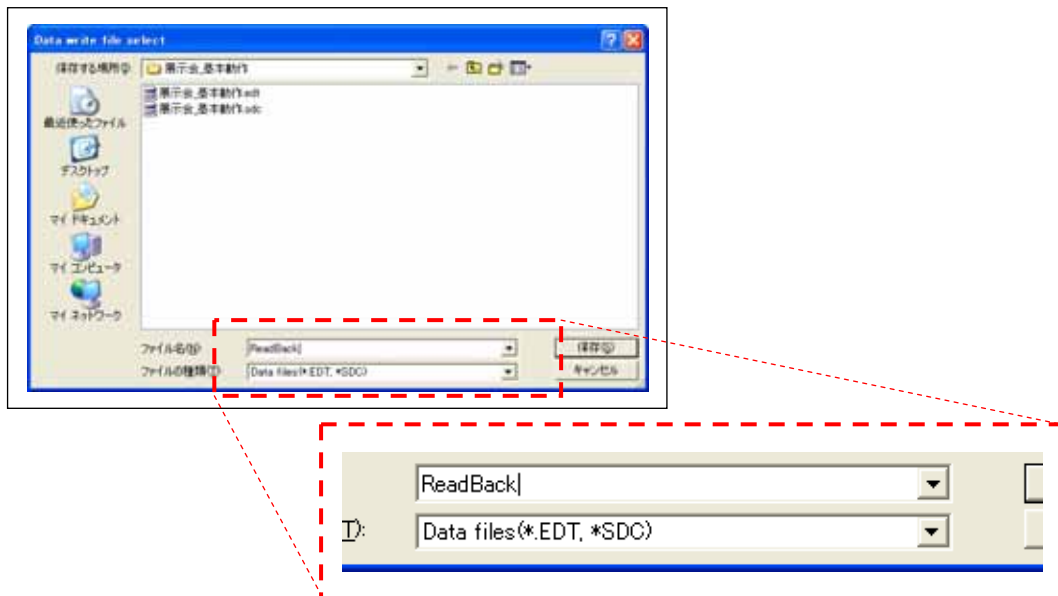 Data write file select
保存する場所(I)
展示会_基本動作
展示会_基本動作.edt
展示会_基本動作.sdc
最近使ったファイル
デスクトップ
マイ ドキュメント
マイ コンピュータ
マイ ネットワーク
ファイル名(N)
ReadBack
保存(S)
ファイルの種類(T)
Data files(*.EDT, *SDC)
キャンセル
ReadBack
T):
Data files(*.EDT, *SDC)